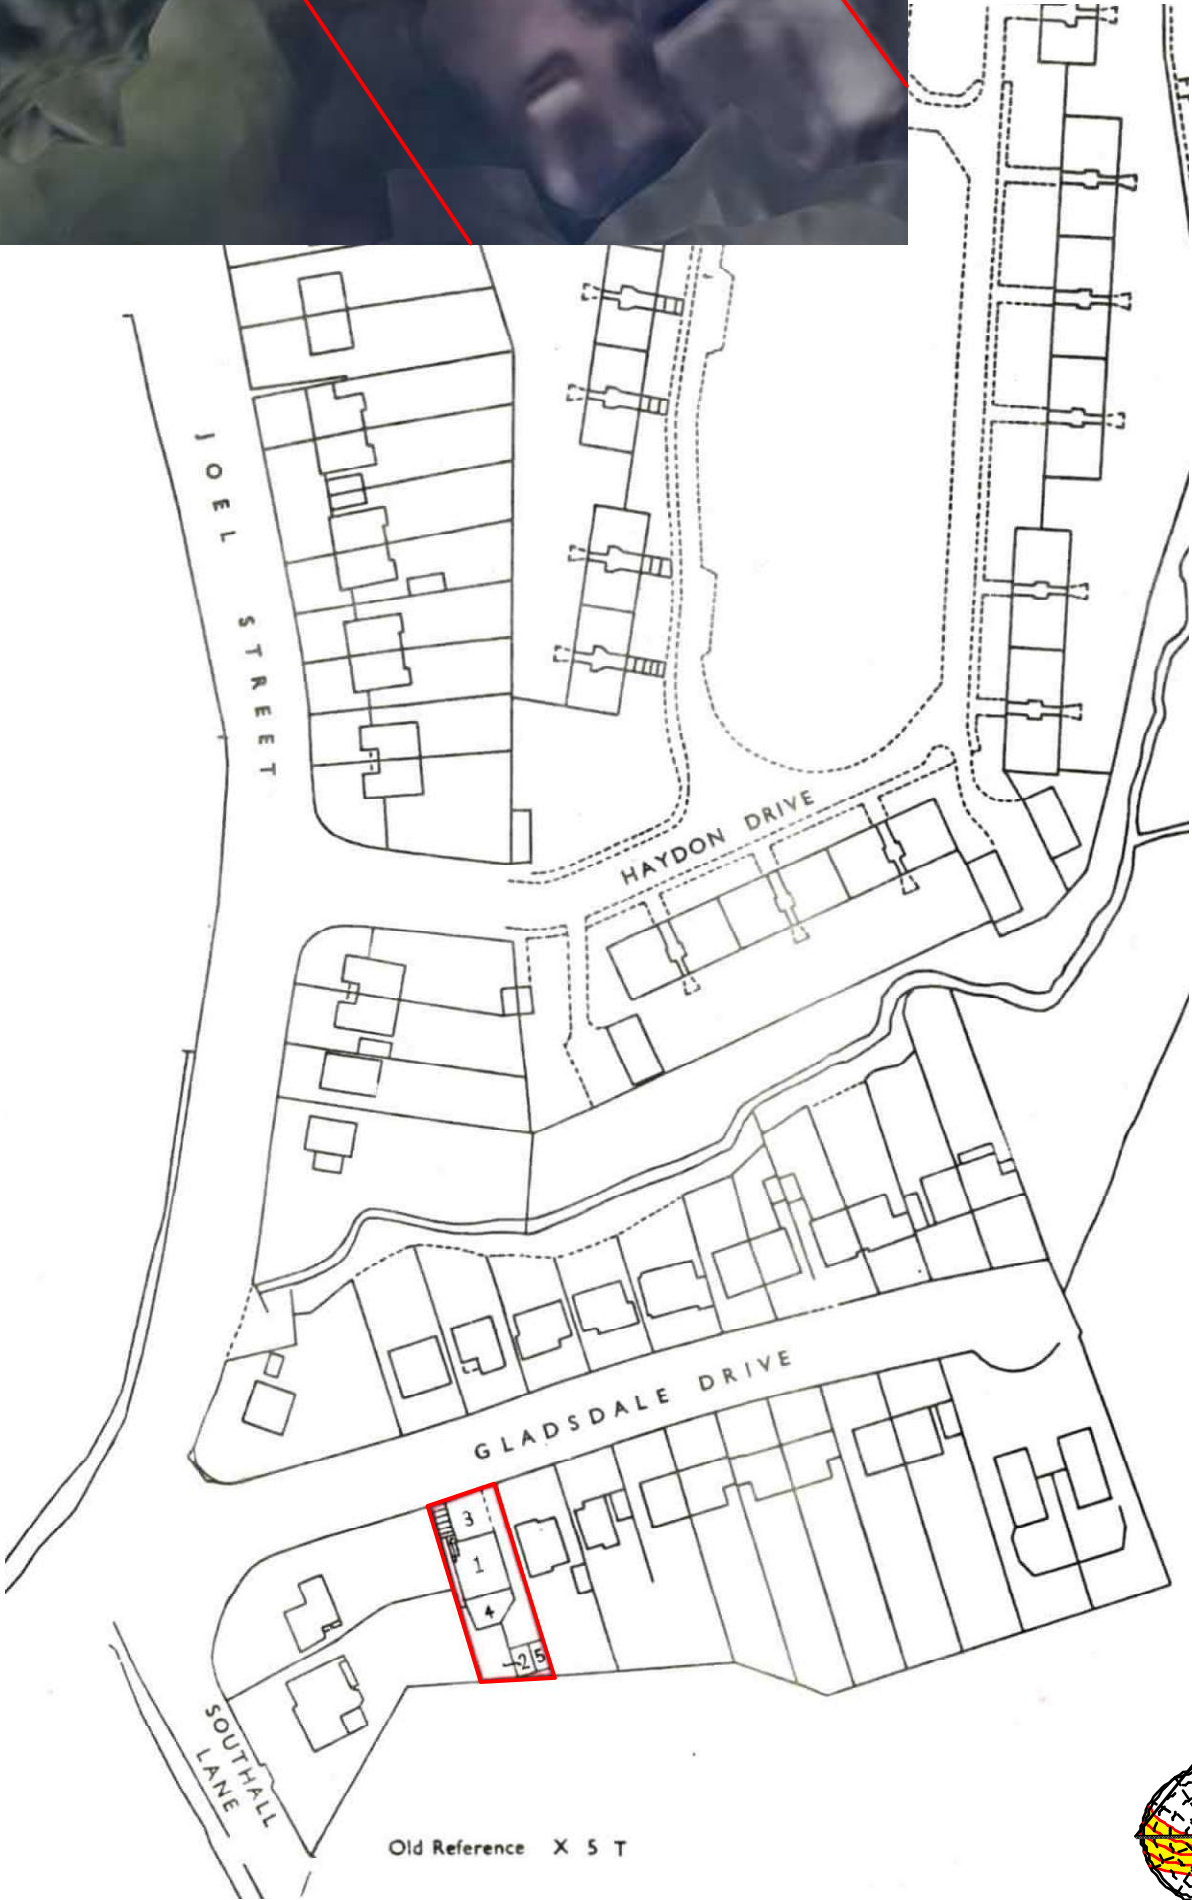 JOEL STREET
HAYDON DRIVE
GLADSDALE DRIVE
3
1
4
2
5
SOUTHALL
LANE
Old Reference X 5 T